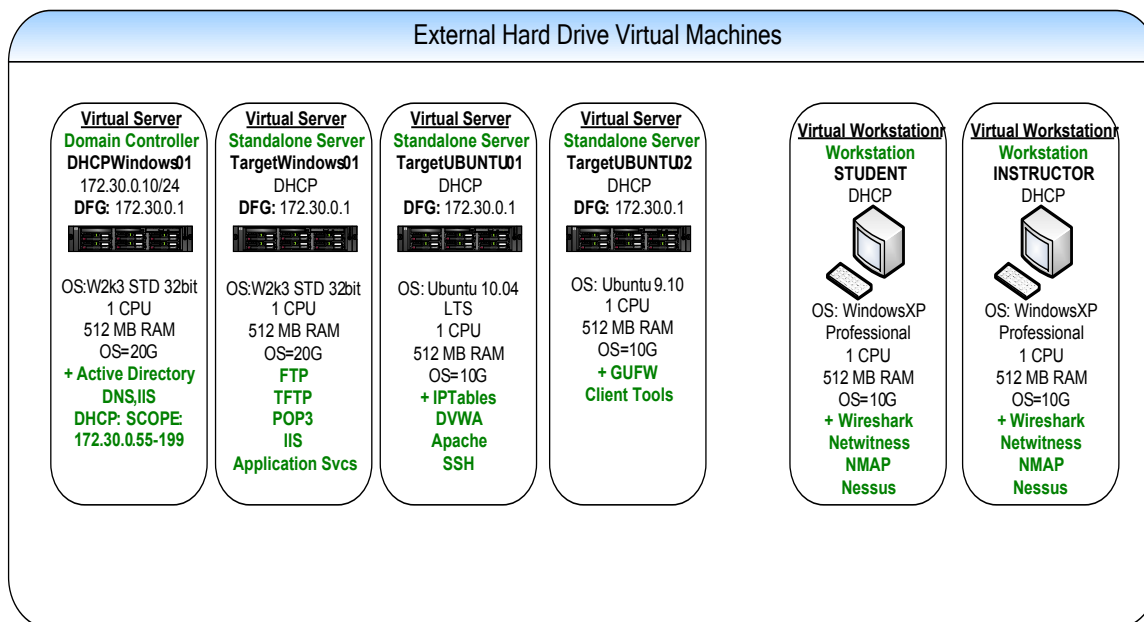 External Hard Drive Virtual Machines
Virtual Server
Domain Controller
DHCPWindows01
172.30.0.10/24
DFG: 172.30.0.1
OS:W2k3 STD 32bit
1 CPU
512 MB RAM
OS=20G
+ Active Directory
DNS,IIS
DHCP: SCOPE:
172.30.0.55-199
Virtual Server
Standalone Server
TargetWindows01
DHCP
DFG: 172.30.0.1
OS:W2k3 STD 32bit
1 CPU
512 MB RAM
OS=20G
FTP
TFTP
POP3
IIS
Application Svcs
Virtual Server
Standalone Server
TargetUBUNTU01
DHCP
DFG: 172.30.0.1
OS: Ubuntu 10.04
LTS
1 CPU
512 MB RAM
OS=10G
+ IPTables
DVWA
Apache
SSH
Virtual Server
Standalone Server
TargetUBUNTU02
DHCP
DFG: 172.30.0.1
OS: Ubuntu 9.10
1 CPU
512 MB RAM
OS=10G
+ GUFW
Client Tools
Virtual Workstationr
Workstation
STUDENT
DHCP
OS: WindowsXP
Professional
1 CPU
512 MB RAM
OS=10G
+ Wireshark
Netwitness
NMAP
Nessus
Virtual Workstationr
Workstation
INSTRUCTOR
DHCP
OS: WindowsXP
Professional
1 CPU
512 MB RAM
OS=10G
+ Wireshark
Netwitness
NMAP
Nessus